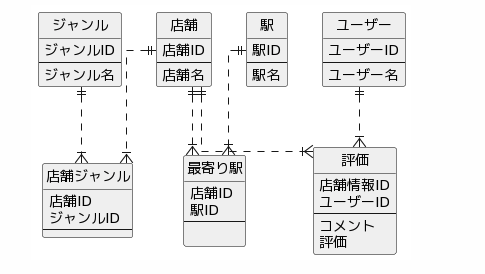 ジャンル
ジャンルID
ジャンル名
店舗
店舗ID
店舗名
駅
駅ID
駅名
ユーザー
ユーザーID
ユーザー名
店舗ジャンル
店舗ID
ジャンルID
最寄り駅
店舗ID
駅ID
評価
店舗情報ID
ユーザーID
コメント
評価